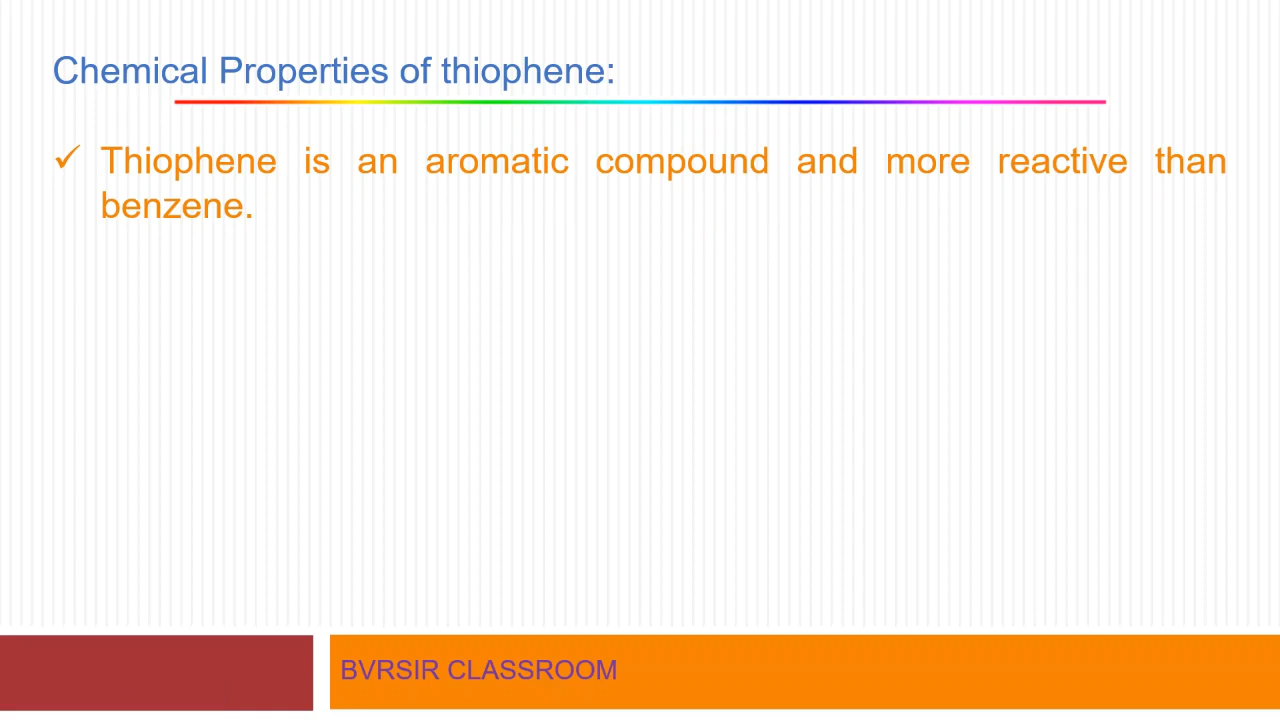 Chemical Properties of thiophene:
✓ Thiophene is an aromatic compound and more reactive than
benzene.
BVRSIR CLASSROOM